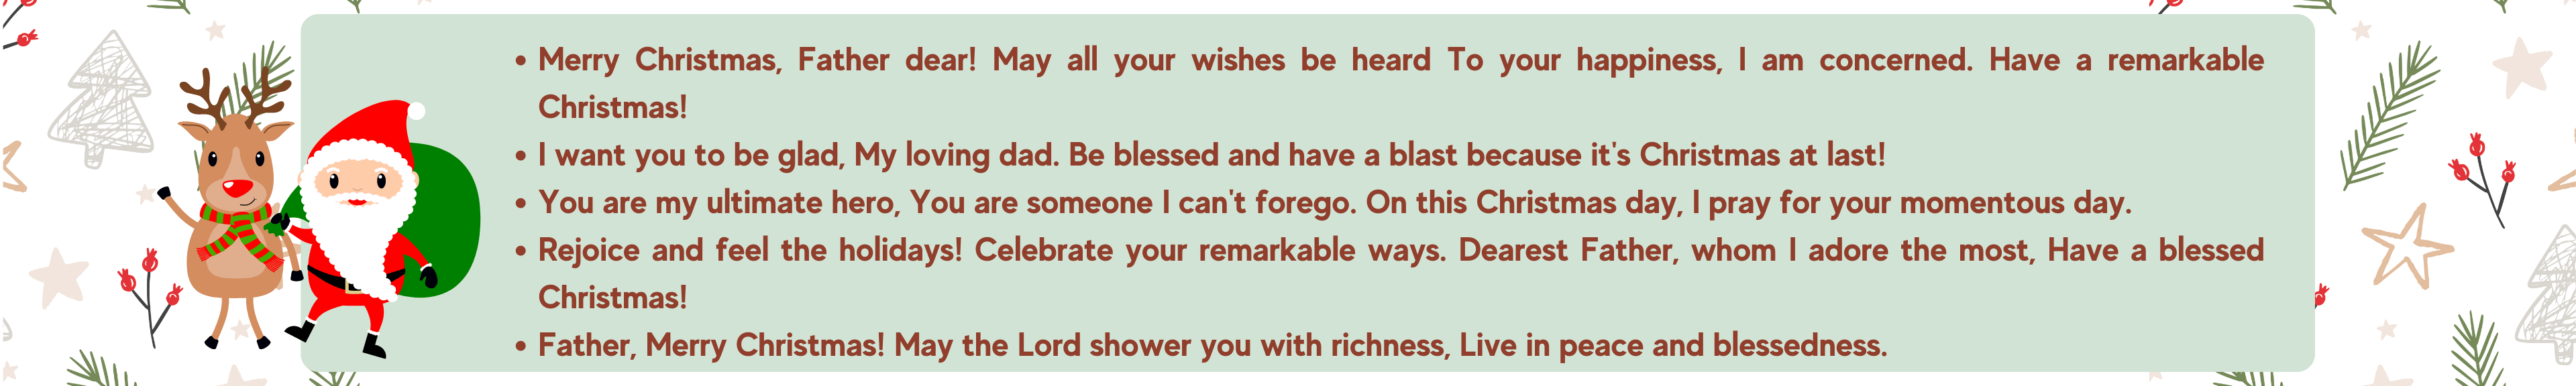 • Merry Christmas, Father dear! May all your wishes be heard To your happiness, I am concerned. Have a remarkable
Christmas!
• I want you to be glad, My loving dad. Be blessed and have a blast because it's Christmas at last!
• You are my ultimate hero, You are someone I can't forego. On this Christmas day, I pray for your momentous day.
• Rejoice and feel the holidays! Celebrate your remarkable ways. Dearest Father, whom I adore the most, Have a blessed
Christmas!
• Father, Merry Christmas! May the Lord shower you with richness, Live in peace and blessedness.